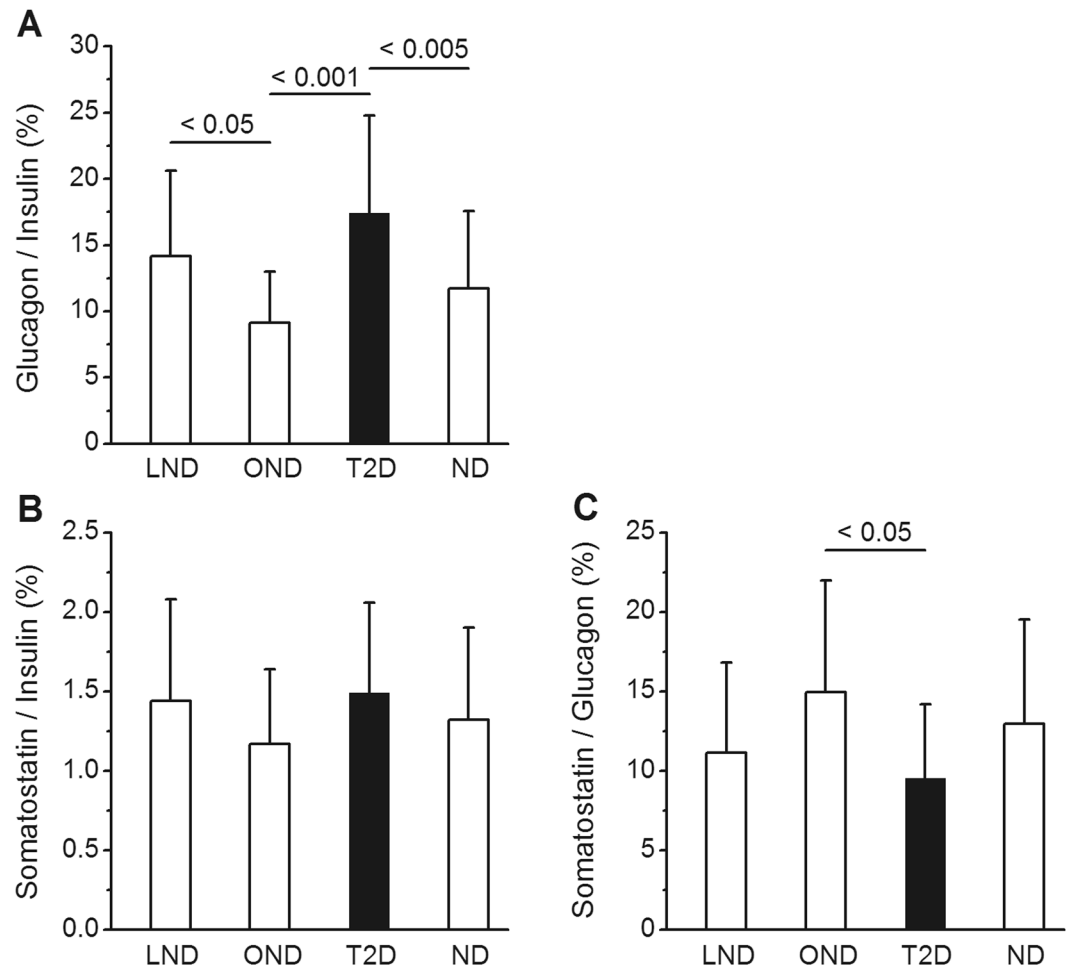 A
Glucagon / Insulin (%)
30
25
20
15
10
5
0
< 0.05
< 0.001
< 0.005
LND OND T2D ND
B
Somatostatin / Insulin (%)
2.5
2.0
1.5
1.0
0.5
0.0
LND OND T2D ND
C
Somatostatin / Glucagon (%)
25
20
15
10
5
0
< 0.05
LND OND T2D ND